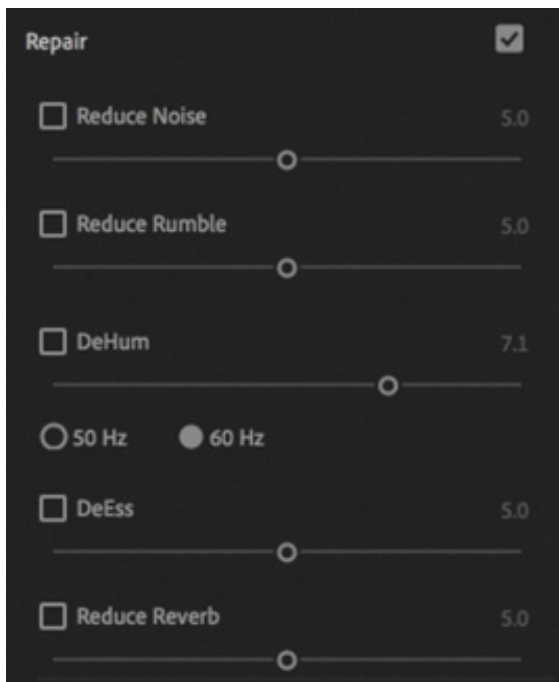 Repair
Reduce Noise 5.0
Reduce Rumble 5.0
DeHum 7.1
50 Hz 60 Hz
DeEss 5.0
Reduce Reverb 5.0